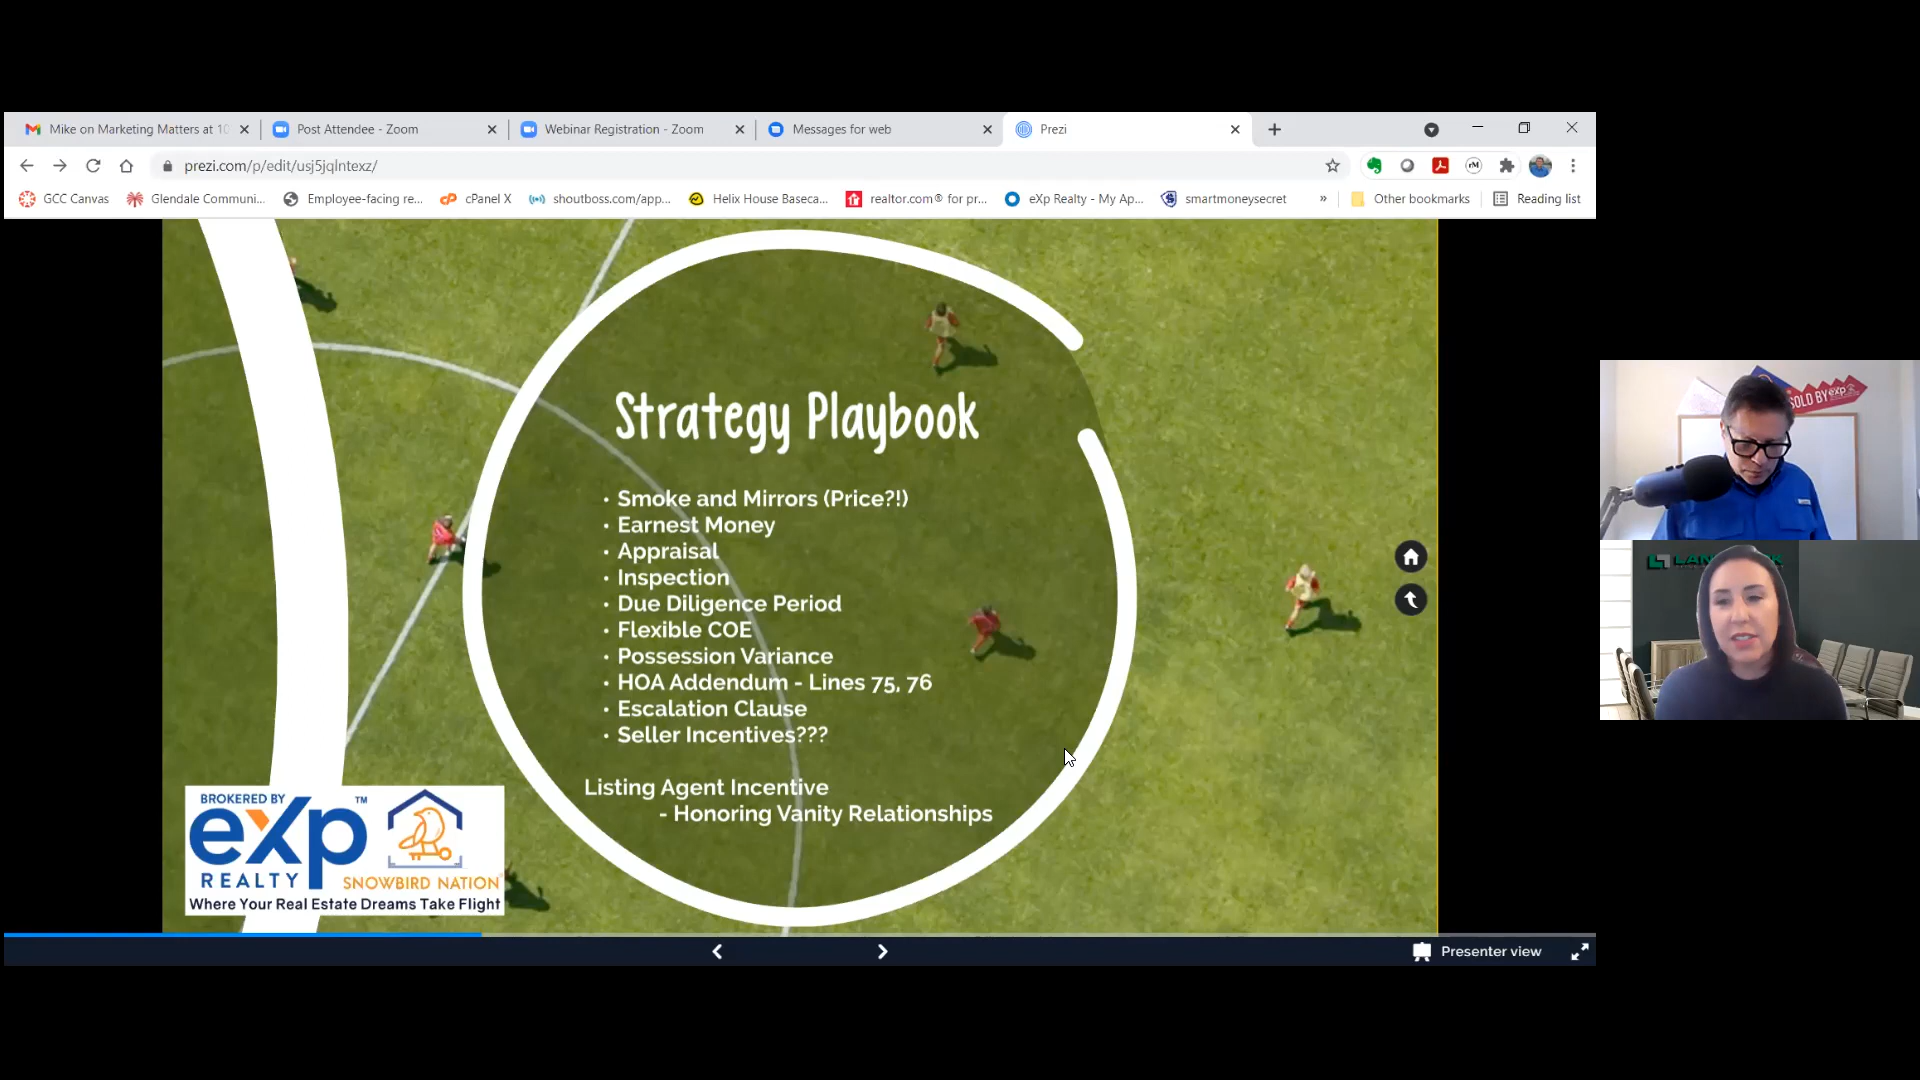 Mike on Marketing Matters at 10
Post Attendee - Zoom
Webinar Registration - Zoom
Messages for web
Prezi
prezi.com/p/edit/usj5jqlntexz/
GCC Canvas
Glendale Communi...
Employee-facing re...
cPanel X
shoutboss.com/app...
Helix House Baseca...
realtor.com® for pr...
eXp Realty - My Ap...
smartmoneysecret
»
Other bookmarks
Reading list
Strategy Playbook
• Smoke and Mirrors (Price?!)
• Earnest Money
• Appraisal
• Inspection
• Due Diligence Period
• Flexible COE
• Possession Variance
• HOA Addendum - Lines 75, 76
• Escalation Clause
• Seller Incentives???
Listing Agent Incentive
- Honoring Vanity Relationships
BROKERED BY
eXp™
REALTY
SNOWBIRD NATION
Where Your Real Estate Dreams Take Flight
Presenter view
SOLD BY eXp